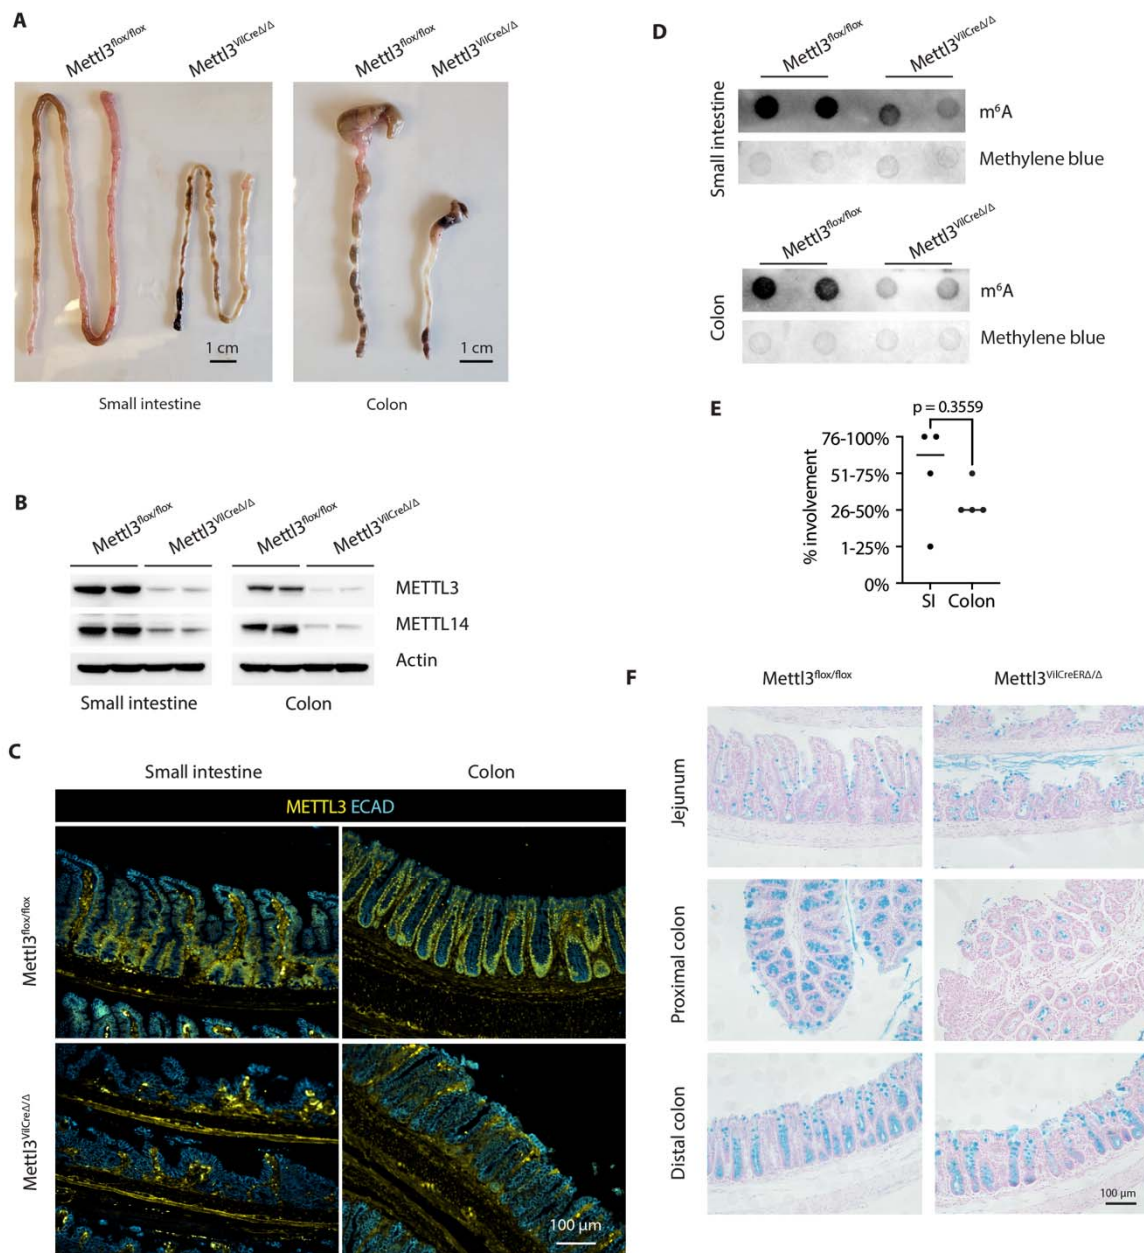 A
Mettl3flox/flox
Mettl3VilCreΔ/Δ
Mettl3flox/flox
Mettl3VilCreΔ/Δ
1 cm
1 cm
Small intestine
Colon
B
Mettl3flox/flox
Mettl3VilCreΔ/Δ
Mettl3flox/flox
Mettl3VilCreΔ/Δ
METTL3
METTL14
Actin
Small intestine
Colon
C
Small intestine
Colon
METTL3 ECAD
Mettl3flox/flox
Mettl3VilCreΔ/Δ
100 µm
D
Mettl3flox/flox
Mettl3VilCreΔ/Δ
Small intestine
m⁶A
Methylene blue
Mettl3flox/flox
Mettl3VilCreΔ/Δ
Colon
m⁶A
Methylene blue
E
p = 0.3559
% involvement
76-100%
51-75%
26-50%
1-25%
0%
SI
Colon
F
Mettl3flox/flox
Mettl3VilCreERΔ/Δ
Jejunum
Proximal colon
Distal colon
100 µm